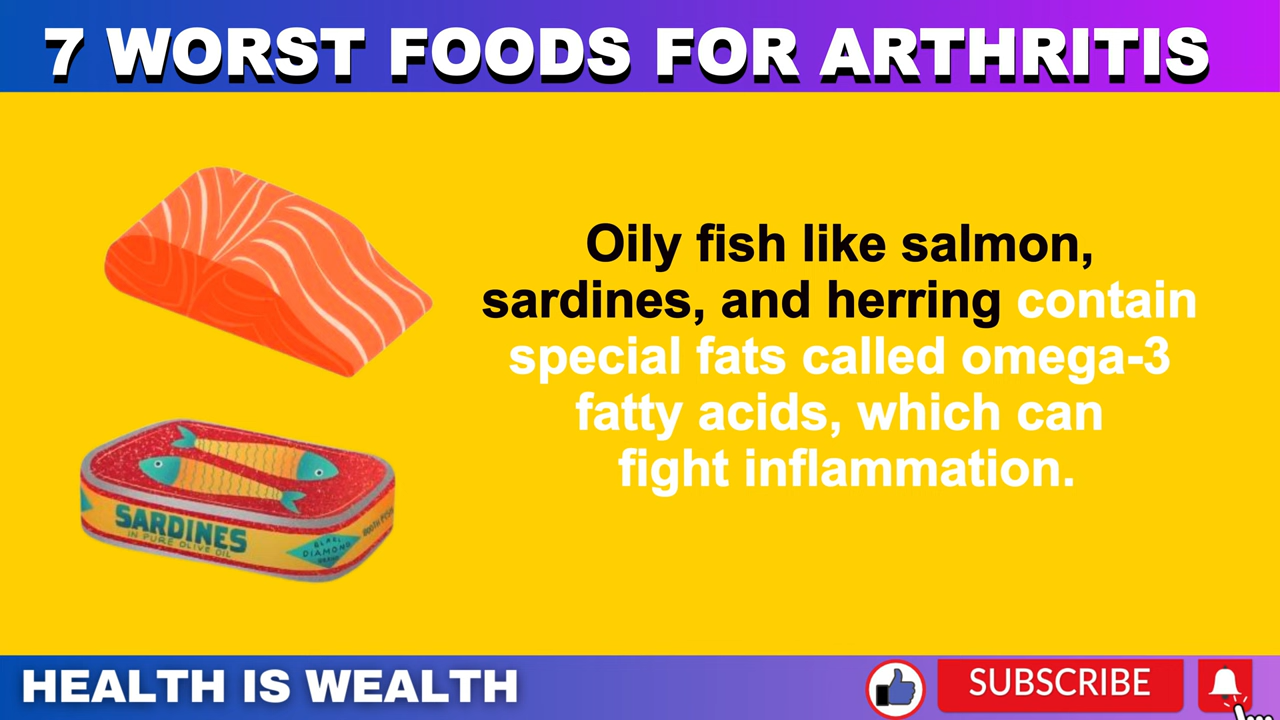 7 WORST FOODS FOR ARTHRITIS
Oily fish like salmon,
sardines, and herring contain
special fats called omega-3
fatty acids, which can
fight inflammation.
SARDINES
IN PURE OLIVE OIL
DIAMOND
HEALTH IS WEALTH
SUBSCRIBE